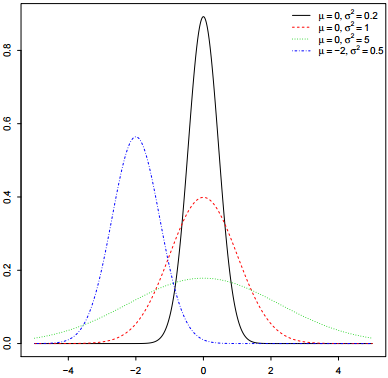 μ = 0, σ² = 0.2
μ = 0, σ² = 1
μ = 0, σ² = 5
μ = −2, σ² = 0.5
0.8
0.6
0.4
0.2
0.0
−4 −2 0 2 4